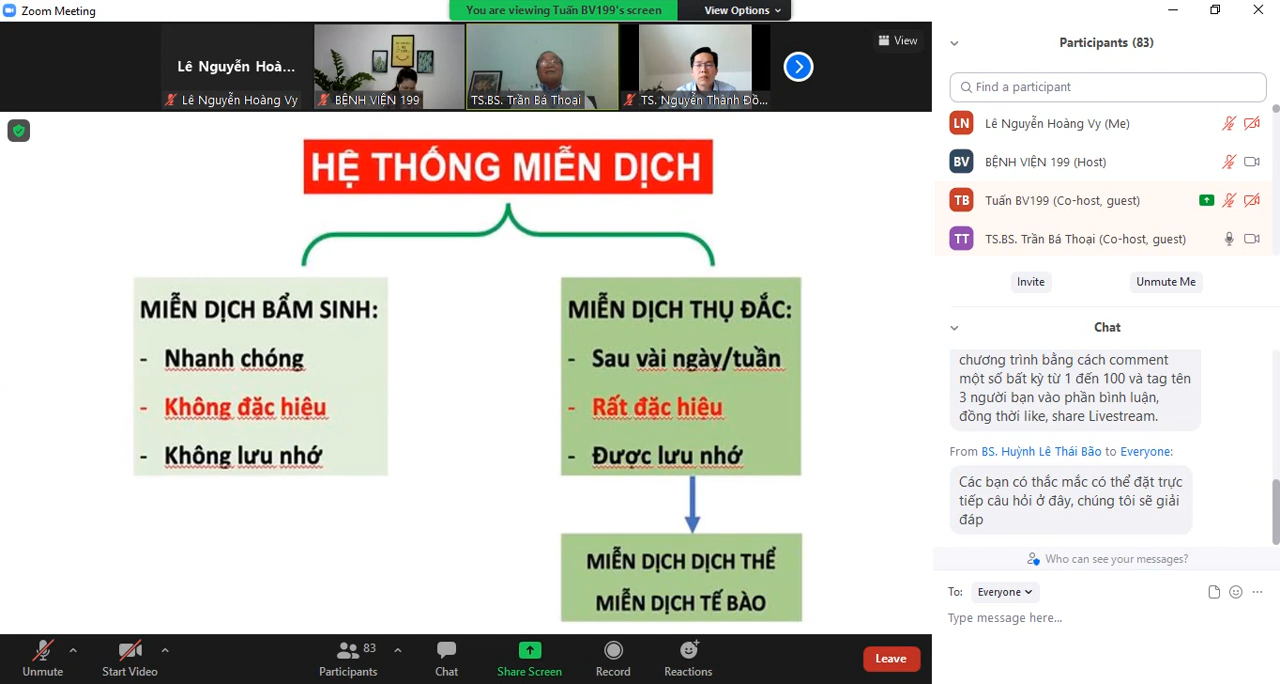 Zoom Meeting
You are viewing Tuấn BV199's screen
View Options
Lê Nguyễn Hoà...
Lê Nguyễn Hoàng Vy
BỆNH VIỆN 199
TS.BS. Trần Bá Thoại
TS. Nguyễn Thành Đồ...
View
HỆ THỐNG MIỄN DỊCH
MIỄN DỊCH BẨM SINH:
- Nhanh chóng
- Không đặc hiệu
- Không lưu nhớ
MIỄN DỊCH THỤ ĐẮC:
- Sau vài ngày/tuần
- Rất đặc hiệu
- Được lưu nhớ
MIỄN DỊCH DỊCH THỂ
MIỄN DỊCH TẾ BÀO
Participants (83)
Find a participant
LN Lê Nguyễn Hoàng Vy (Me)
BV BỆNH VIỆN 199 (Host)
TB Tuấn BV199 (Co-host, guest)
TT TS.BS. Trần Bá Thoại (Co-host, guest)
Invite
Unmute Me
Chat
chương trình bằng cách comment
một số bất kỳ từ 1 đến 100 và tag tên
3 người bạn vào phần bình luận,
đồng thời like, share Livestream.
From BS. Huỳnh Lê Thái Bão to Everyone:
Các bạn có thắc mắc có thể đặt trực
tiếp câu hỏi ở đây, chúng tôi sẽ giải
đáp
Who can see your messages?
To: Everyone
Type message here...
Unmute
Start Video
83
Participants
Chat
Share Screen
Record
Reactions
Leave